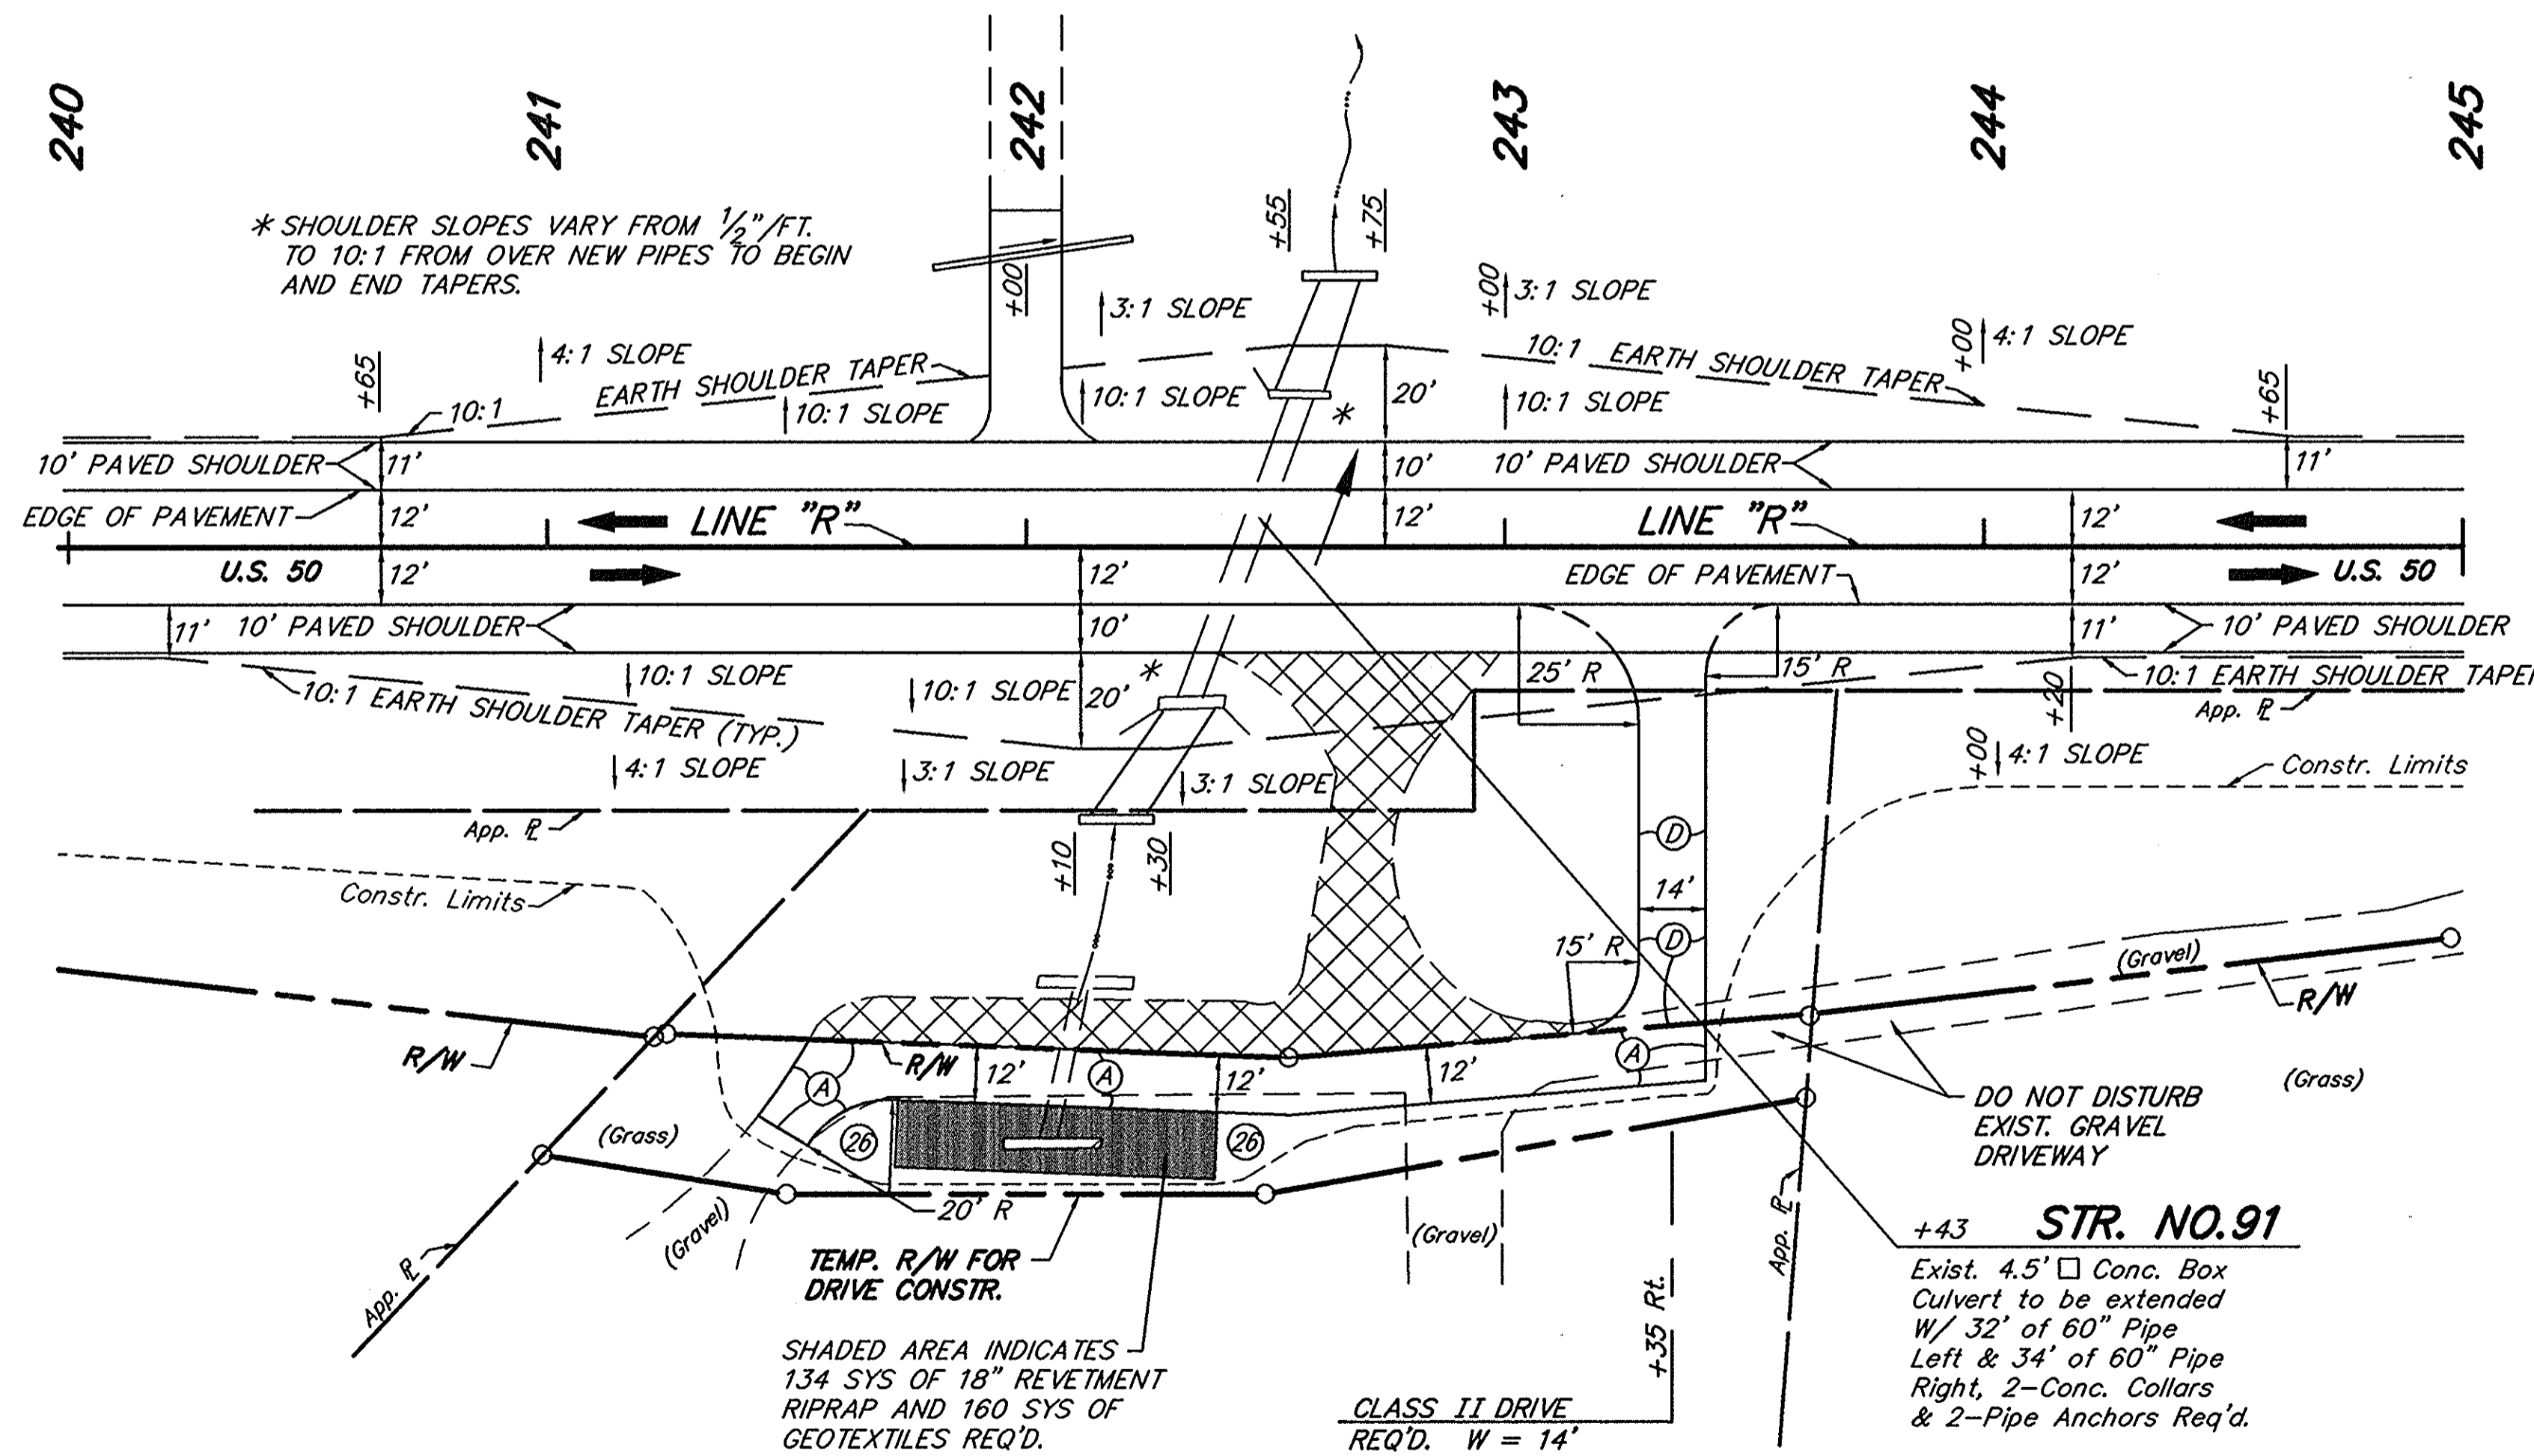 240
241
242
243
244
245
* SHOULDER SLOPES VARY FROM 1/2"/FT.
TO 10:1 FROM OVER NEW PIPES TO BEGIN
AND END TAPERS.
+00
+55
+75
3:1 SLOPE
+00
3:1 SLOPE
+00
4:1 SLOPE
+65
4:1 SLOPE
EARTH SHOULDER TAPER
10:1
10:1 SLOPE
10:1 SLOPE
*
20'
10:1 EARTH SHOULDER TAPER
10:1 SLOPE
+65
10' PAVED SHOULDER
11'
10'
10' PAVED SHOULDER
11'
EDGE OF PAVEMENT
12'
LINE "R"
12'
LINE "R"
12'
U.S. 50
12'
12'
EDGE OF PAVEMENT
12'
U.S. 50
11'
10' PAVED SHOULDER
10'
11'
10' PAVED SHOULDER
10:1 EARTH SHOULDER TAPER (TYP.)
10:1 SLOPE
10:1 SLOPE
20'
*
25' R
15' R
10:1 EARTH SHOULDER TAPER
+20
App. PL
4:1 SLOPE
3:1 SLOPE
3:1 SLOPE
+00
4:1 SLOPE
Constr. Limits
App. PL
+10
+30
D
14'
D
Constr. Limits
15' R
(Gravel)
R/W
R/W
R/W
12'
A
12'
12'
A
A
(Grass)
26
26
(Grass)
DO NOT DISTURB
EXIST. GRAVEL
DRIVEWAY
20' R
(Gravel)
(Gravel)
App. PL
App. PL
TEMP. R/W FOR
DRIVE CONSTR.
SHADED AREA INDICATES
134 SYS OF 18" REVETMENT
RIPRAP AND 160 SYS OF
GEOTEXTILES REQ'D.
+35 Rt.
CLASS II DRIVE
REQ'D. W = 14'
+43 STR. NO.91
Exist. 4.5' □ Conc. Box
Culvert to be extended
W/ 32' of 60" Pipe
Left & 34' of 60" Pipe
Right, 2-Conc. Collars
& 2-Pipe Anchors Req'd.